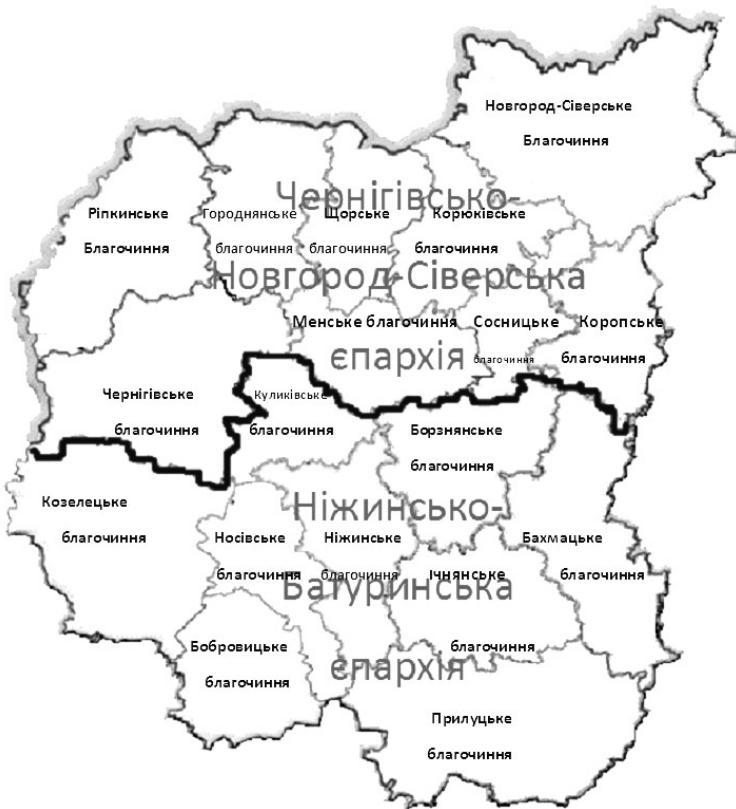 Новгород-Сіверське
Благочиння
Чернігівсько-
Ріпкинське
Благочиння
Городнянське
благочиння
Щорське
благочиння
Корюківське
благочиння
Новгород-Сіверська
Менське благочиння
Сосницьке
благочиння
Коропське
благочиння
єпархія
Чернігівське
благочиння
Куликівське
благочиння
Борзнянське
благочиння
Козелецьке
благочиння
Ніжинсько-
Носівське
благочиння
Ніжинське
благочиння
Ічнянське
благочиння
Бахмацьке
благочиння
Батуринська
Бобровицьке
благочиння
єпархія
Прилуцьке
благочиння